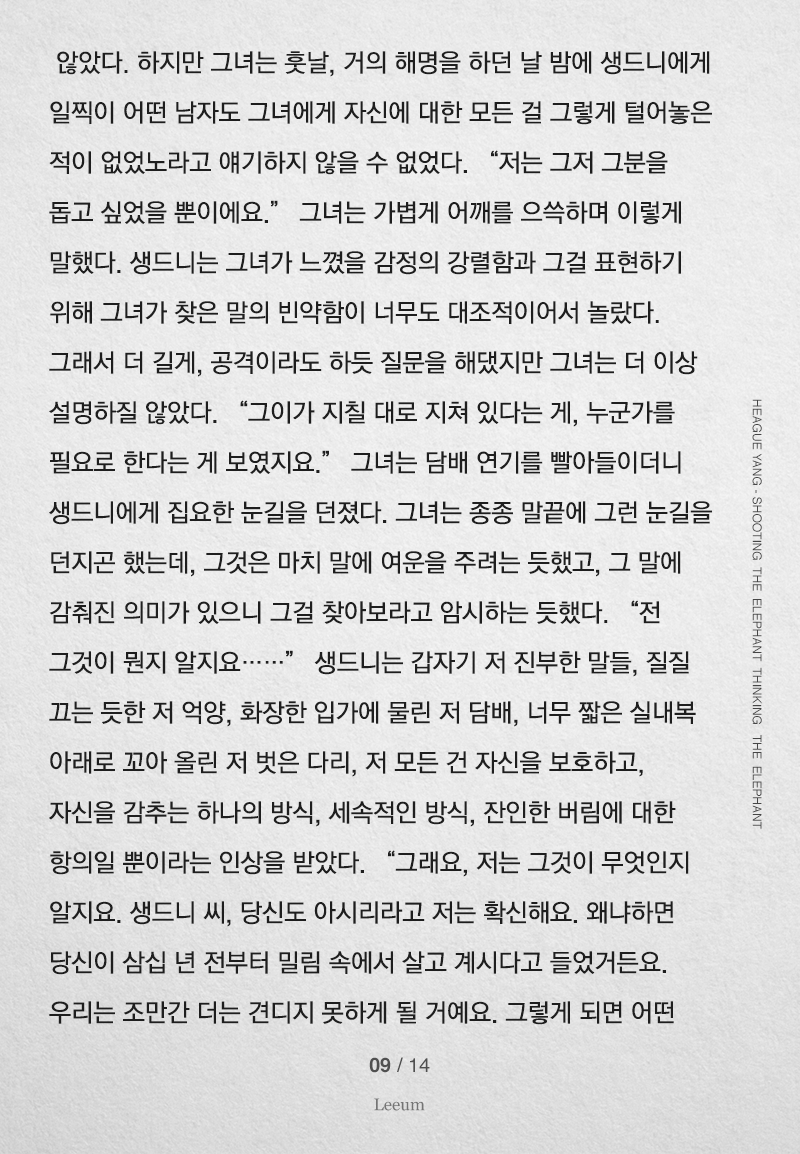 않았다. 하지만 그녀는 훗날, 거의 해명을 하던 날 밤에 생드니에게
일찍이 어떤 남자도 그녀에게 자신에 대한 모든 걸 그렇게 털어놓은
적이 없었노라고 얘기하지 않을 수 없었다. “저는 그저 그분을
돕고 싶었을 뿐이에요.” 그녀는 가볍게 어깨를 으쓱하며 이렇게
말했다. 생드니는 그녀가 느꼈을 감정의 강렬함과 그걸 표현하기
위해 그녀가 찾은 말의 빈약함이 너무도 대조적이어서 놀랐다.
그래서 더 길게, 공격이라도 하듯 질문을 해댔지만 그녀는 더 이상
설명하질 않았다. “그이가 지칠 대로 지쳐 있다는 게, 누군가를
필요로 한다는 게 보였지요.” 그녀는 담배 연기를 빨아들이더니
생드니에게 집요한 눈길을 던졌다. 그녀는 종종 말끝에 그런 눈길을
던지곤 했는데, 그것은 마치 말에 여운을 주려는 듯했고, 그 말에
감춰진 의미가 있으니 그걸 찾아보라고 암시하는 듯했다. “전
그것이 뭔지 알지요……” 생드니는 갑자기 저 진부한 말들, 질질
끄는 듯한 저 억양, 화장한 입가에 물린 저 담배, 너무 짧은 실내복
아래로 꼬아 올린 저 벗은 다리, 저 모든 건 자신을 보호하고,
자신을 감추는 하나의 방식, 세속적인 방식, 잔인한 버림에 대한
항의일 뿐이라는 인상을 받았다. “그래요, 저는 그것이 무엇인지
알지요. 생드니 씨, 당신도 아시리라고 저는 확신해요. 왜냐하면
당신이 삼십 년 전부터 밀림 속에서 살고 계시다고 들었거든요.
우리는 조만간 더는 견디지 못하게 될 거예요. 그렇게 되면 어떤
HEAGUE YANG - SHOOTING THE ELEPHANT THINKING THE ELEPHANT
09 / 14
Leeum